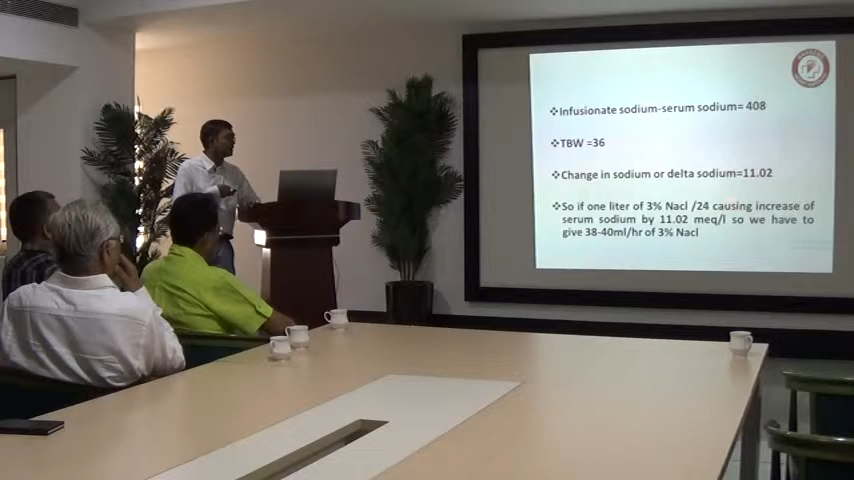 ❖Infusionate sodium-serum sodium= 408
❖TBW =36
❖Change in sodium or delta sodium=11.02
❖So if one liter of 3% Nacl /24 causing increase of
serum sodium by 11.02 meq/l so we have to
give 38-40ml/hr of 3% Nacl